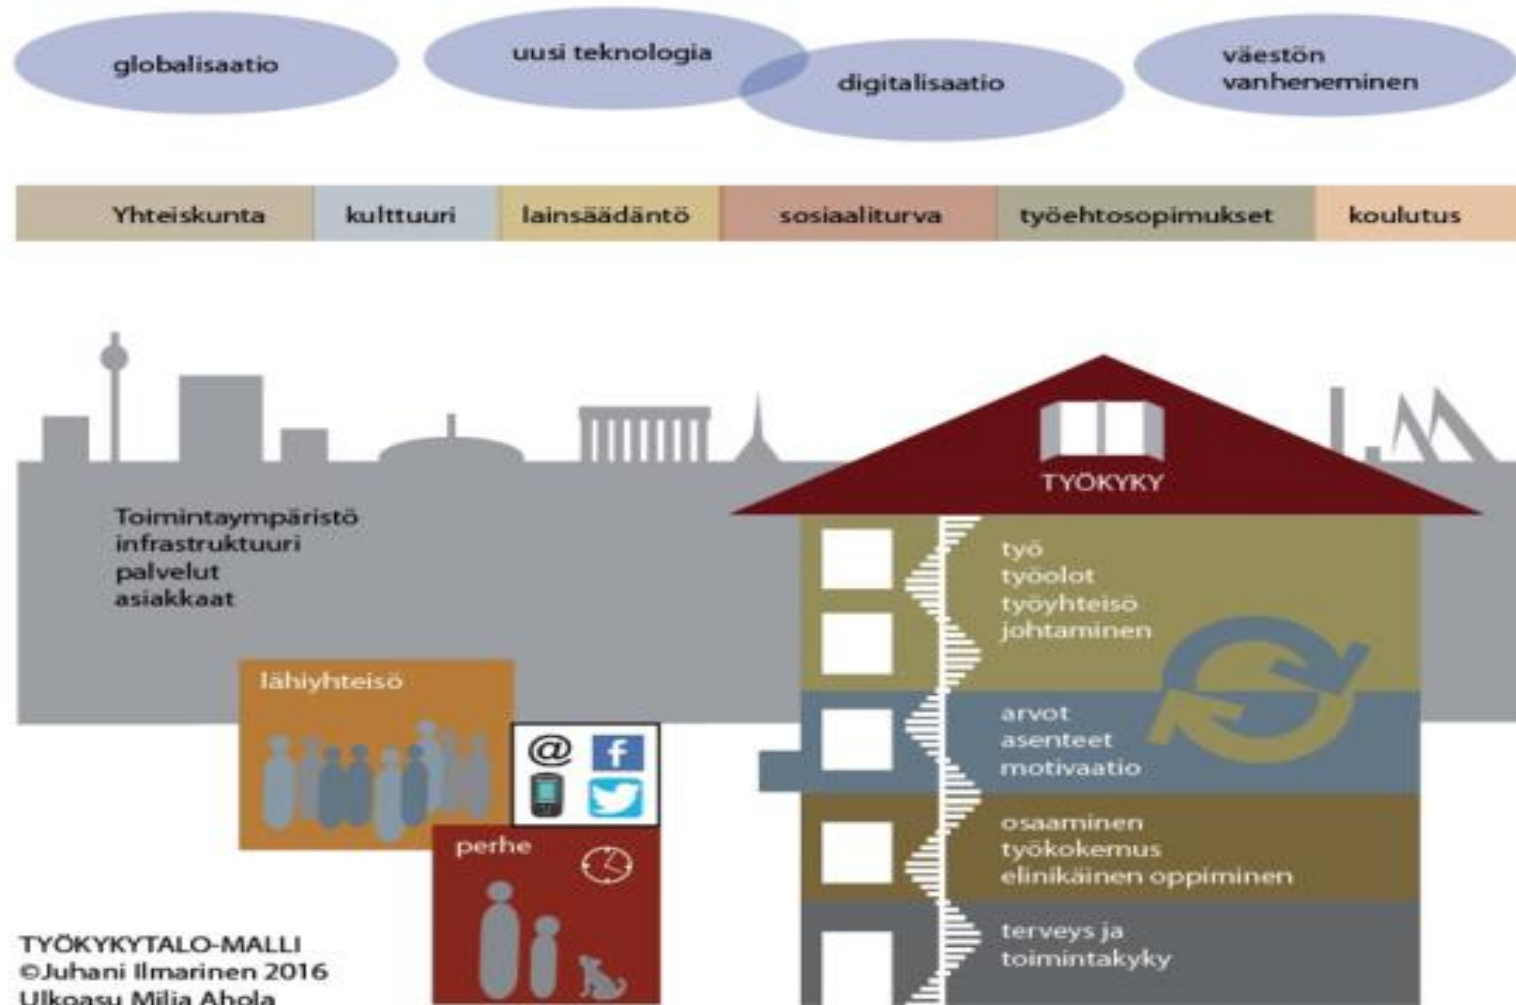 globalisaatio
uusi teknologia
digitalisaatio
väestön
vanheneminen
Yhteiskunta
kulttuuri
lainsäädäntö
sosiaaliturva
työehtosopimukset
koulutus
TYÖKYKY
Toimintaympäristö
infrastruktuuri
palvelut
asiakkaat
työ
työolot
työyhteisö
johtaminen
lähiyhteisö
arvot
asenteet
motivaatio
@
f
perhe
osaaminen
työkokemus
elinikäinen oppiminen
terveys ja
toimintakyky
TYÖKYKYTALO-MALLI
©Juhani Ilmarinen 2016
Ulkoasu Milja Ahola